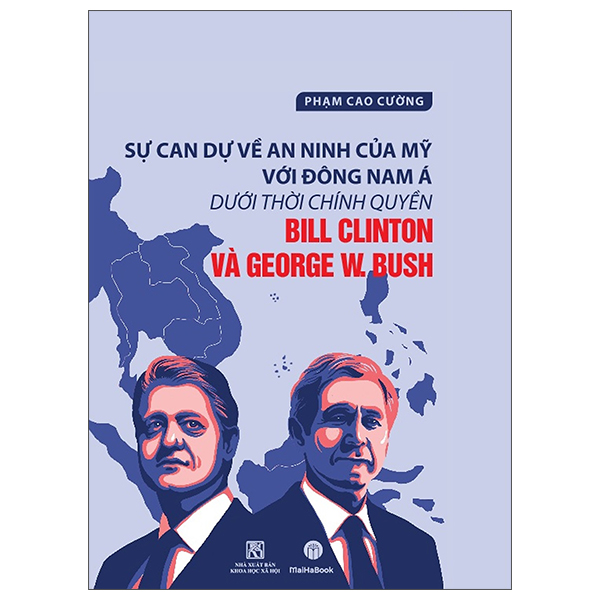 PHẠM CAO CƯỜNG
SỰ CAN DỰ VỀ AN NINH CỦA MỸ
VỚI ĐÔNG NAM Á
DƯỚI THỜI CHÍNH QUYỀN
BILL CLINTON
VÀ GEORGE W. BUSH
NHÀ XUẤT BẢN
KHOA HỌC XÃ HỘI
MaiHaBook